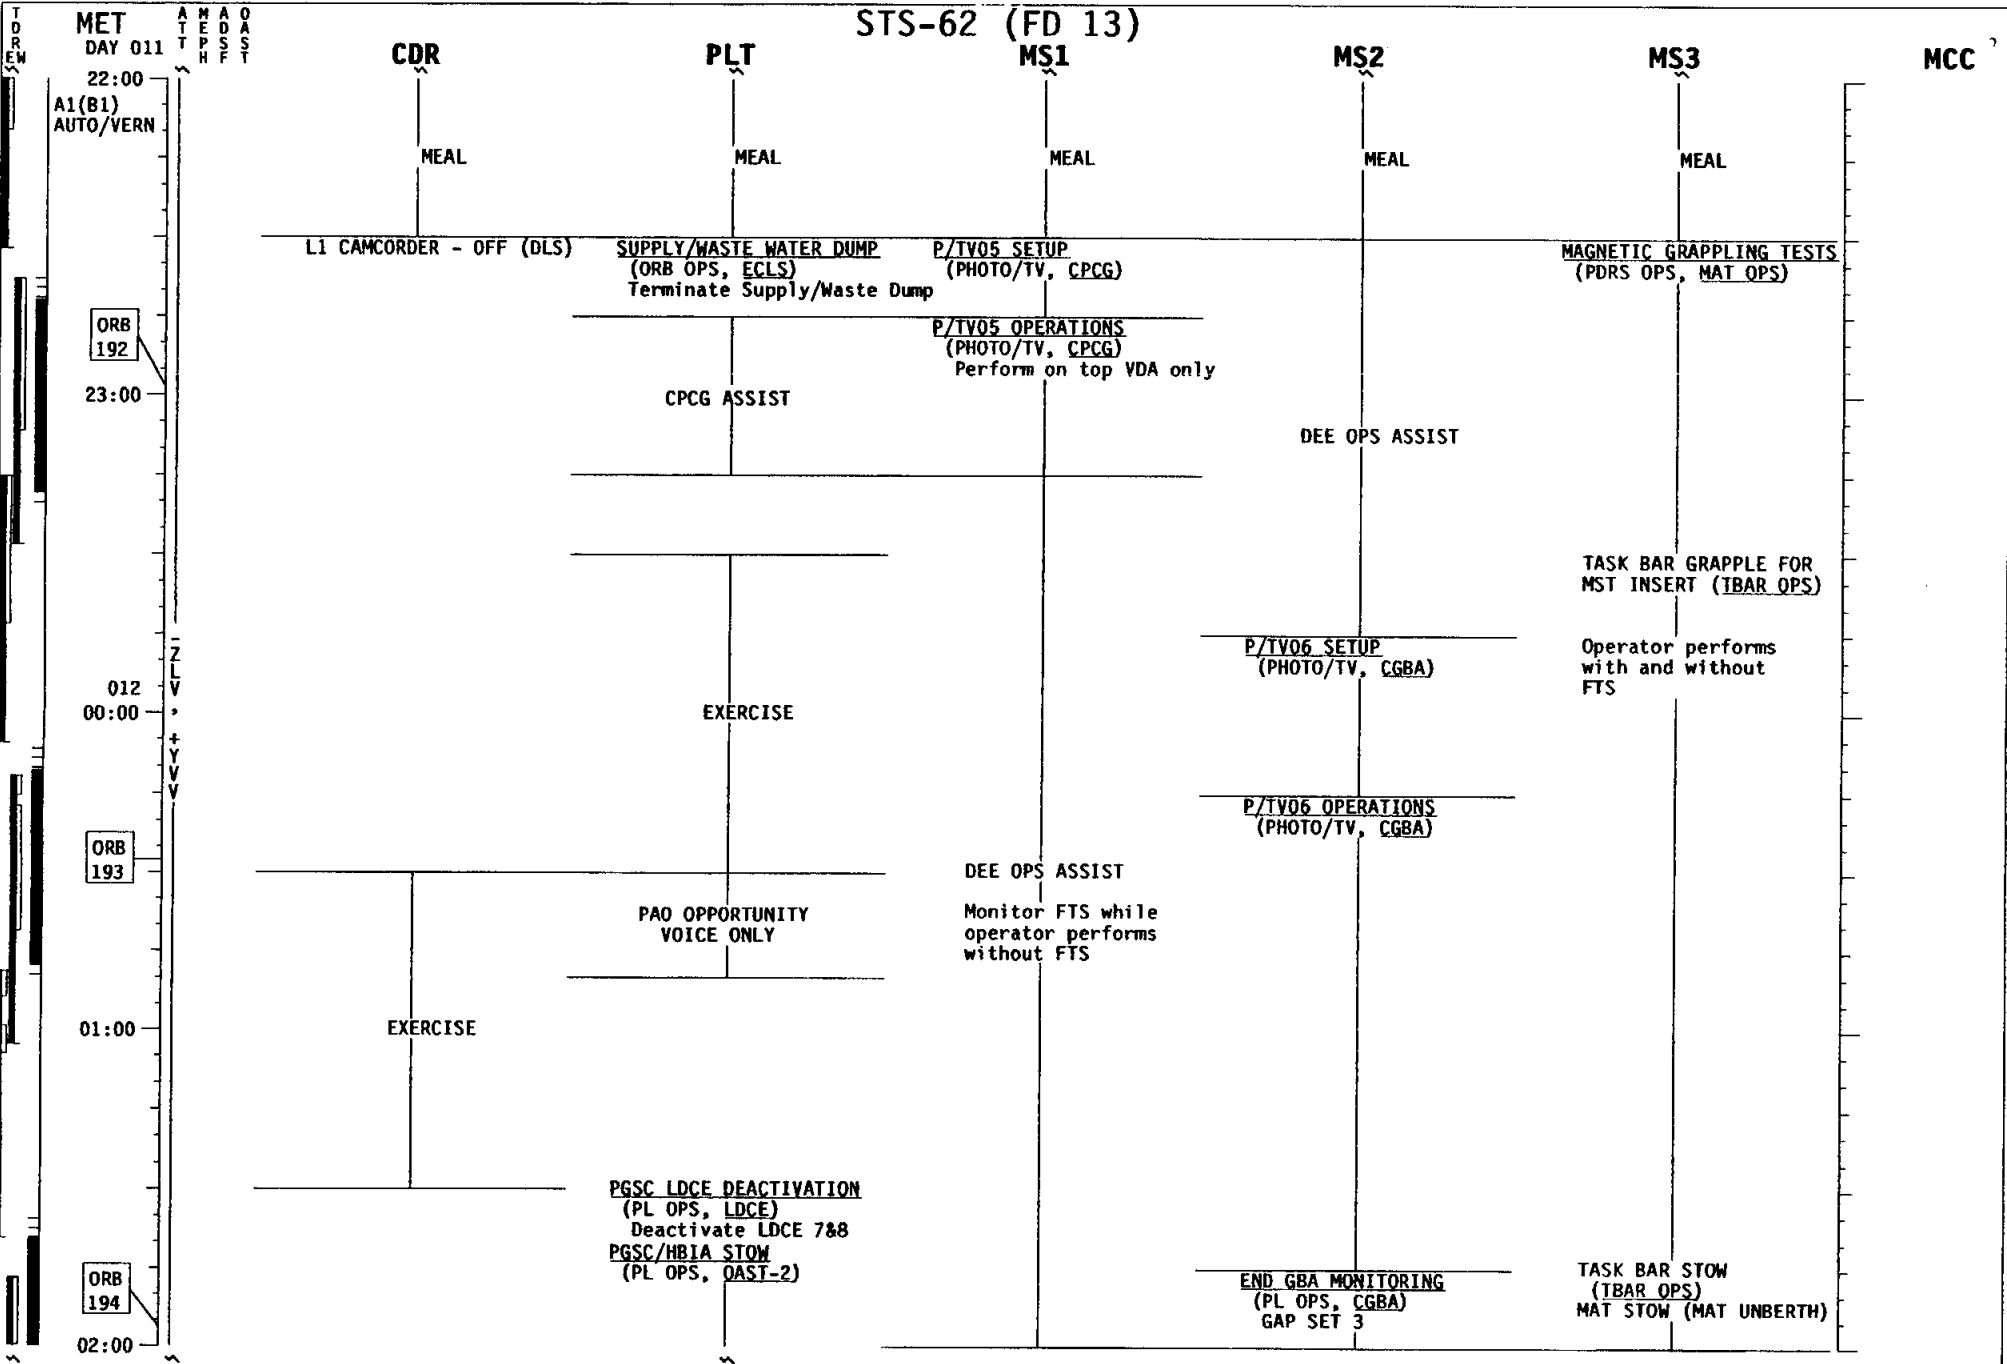 STS-62 (FD 13)
TDR
EW
MET
DAY 011
ATT
MEPH
ADSF
OAST
CDR
PLT
MS1
MS2
MS3
MCC
22:00
A1(B1)
AUTO/VERN
MEAL
MEAL
MEAL
MEAL
MEAL
L1 CAMCORDER - OFF (DLS)
SUPPLY/WASTE WATER DUMP
(ORB OPS, ECLS)
Terminate Supply/Waste Dump
P/TV05 SETUP
(PHOTO/TV, CPCG)
MAGNETIC GRAPPLING TESTS
(PDRS OPS, MAT OPS)
ORB
192
P/TV05 OPERATIONS
(PHOTO/TV, CPCG)
Perform on top VDA only
23:00
CPCG ASSIST
DEE OPS ASSIST
TASK BAR GRAPPLE FOR
MST INSERT (TBAR OPS)
P/TV06 SETUP
(PHOTO/TV, CGBA)
Operator performs
with and without
FTS
-ZLV, +YVV
012
00:00
EXERCISE
P/TV06 OPERATIONS
(PHOTO/TV, CGBA)
ORB
193
DEE OPS ASSIST
Monitor FTS while
operator performs
without FTS
PAO OPPORTUNITY
VOICE ONLY
01:00
EXERCISE
PGSC LDCE DEACTIVATION
(PL OPS, LDCE)
Deactivate LDCE 7&8
PGSC/HBIA STOW
(PL OPS, OAST-2)
ORB
194
END GBA MONITORING
(PL OPS, CGBA)
GAP SET 3
TASK BAR STOW
(TBAR OPS)
MAT STOW (MAT UNBERTH)
02:00